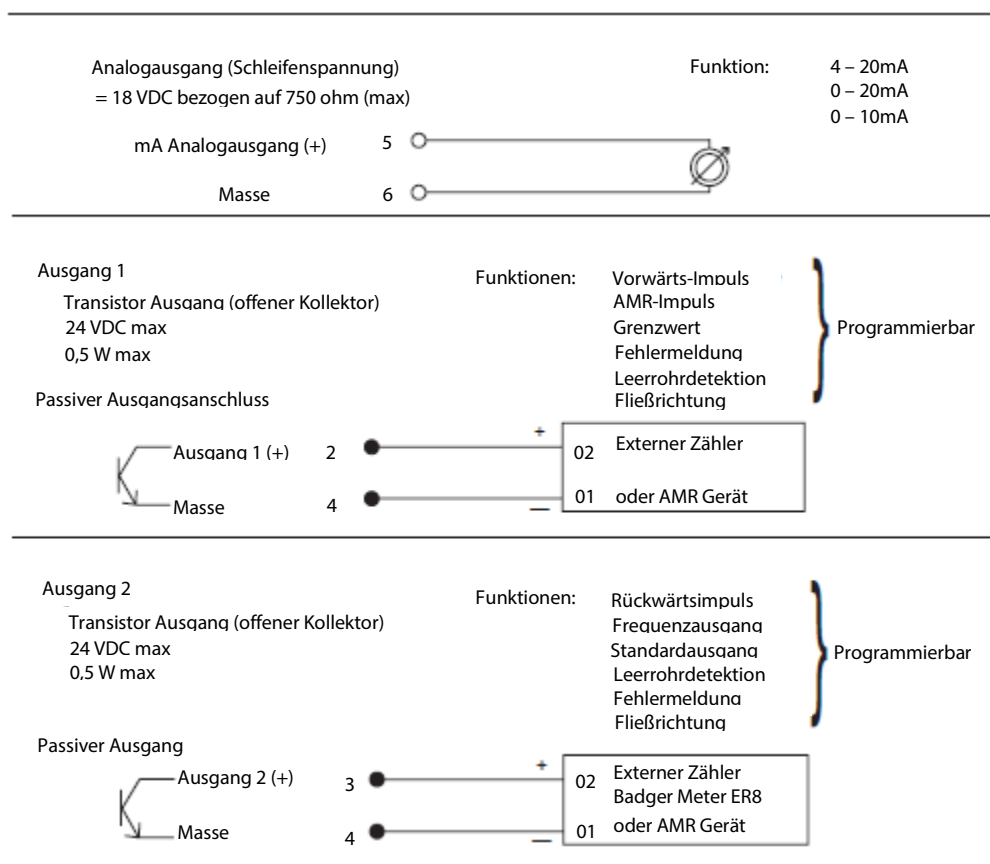 Analogausgang (Schleifenspannung) Funktion: 4 – 20mA
= 18 VDC bezogen auf 750 ohm (max) 0 – 20mA
0 – 10mA
mA Analogausgang (+) 5
Masse 6
Ausgang 1 Funktionen: Vorwärts-Impuls
Transistor Ausgang (offener Kollektor) AMR-Impuls
24 VDC max Grenzwert Programmierbar
0,5 W max Fehlermeldung
Leerrohrdetektion
Passiver Ausgangsanschluss Fließrichtung
Ausgang 1 (+) 2 + 02 Externer Zähler
Masse 4 — 01 oder AMR Gerät
Ausgang 2 Funktionen: Rückwärtsimpuls
Transistor Ausgang (offener Kollektor) Frequenzausgang
24 VDC max Standardausgang Programmierbar
0,5 W max Leerrohrdetektion
Fehlermeldung
Fließrichtung
Passiver Ausgang
Ausgang 2 (+) 3 + 02 Externer Zähler
Badger Meter ER8
Masse 4 — 01 oder AMR Gerät